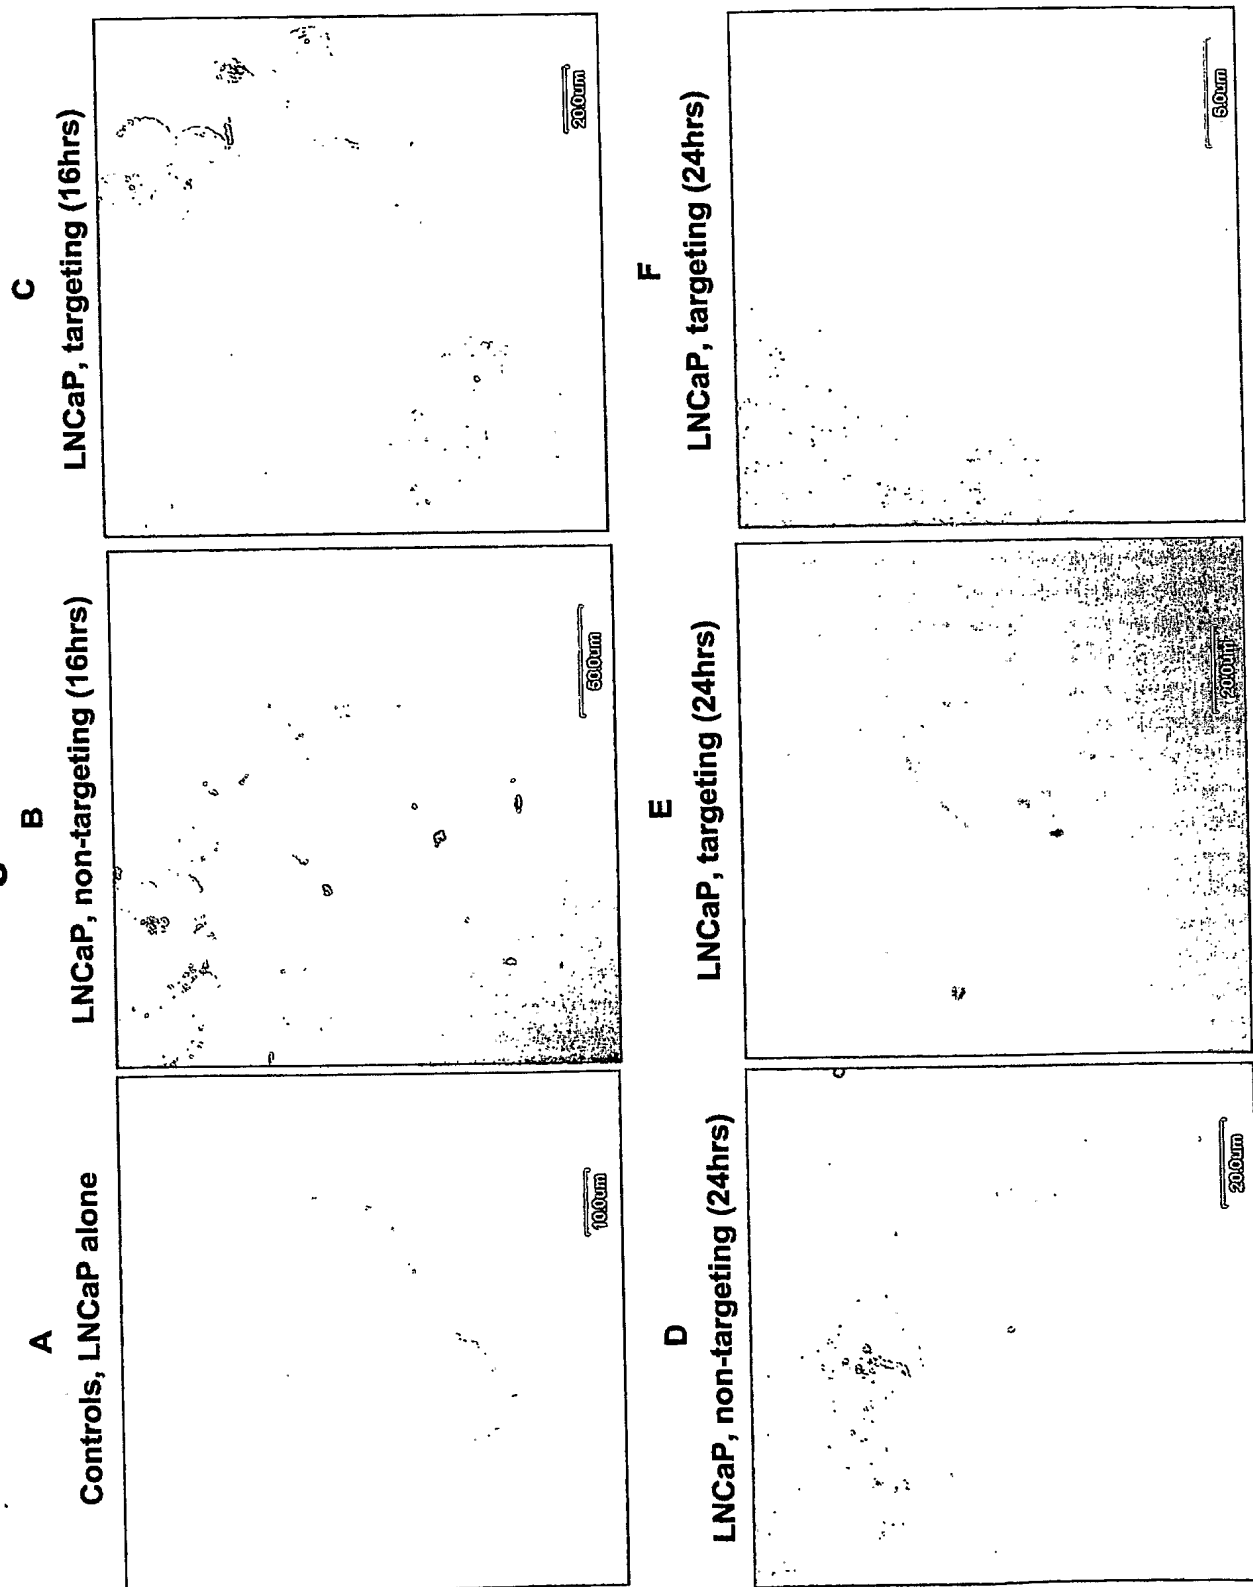 A
Controls, LNCaP alone
10.0um
B
LNCaP, non-targeting (16hrs)
50.0um
C
LNCaP, targeting (16hrs)
20.0um
D
LNCaP, non-targeting (24hrs)
20.0um
E
LNCaP, targeting (24hrs)
20.0um
F
LNCaP, targeting (24hrs)
5.0um